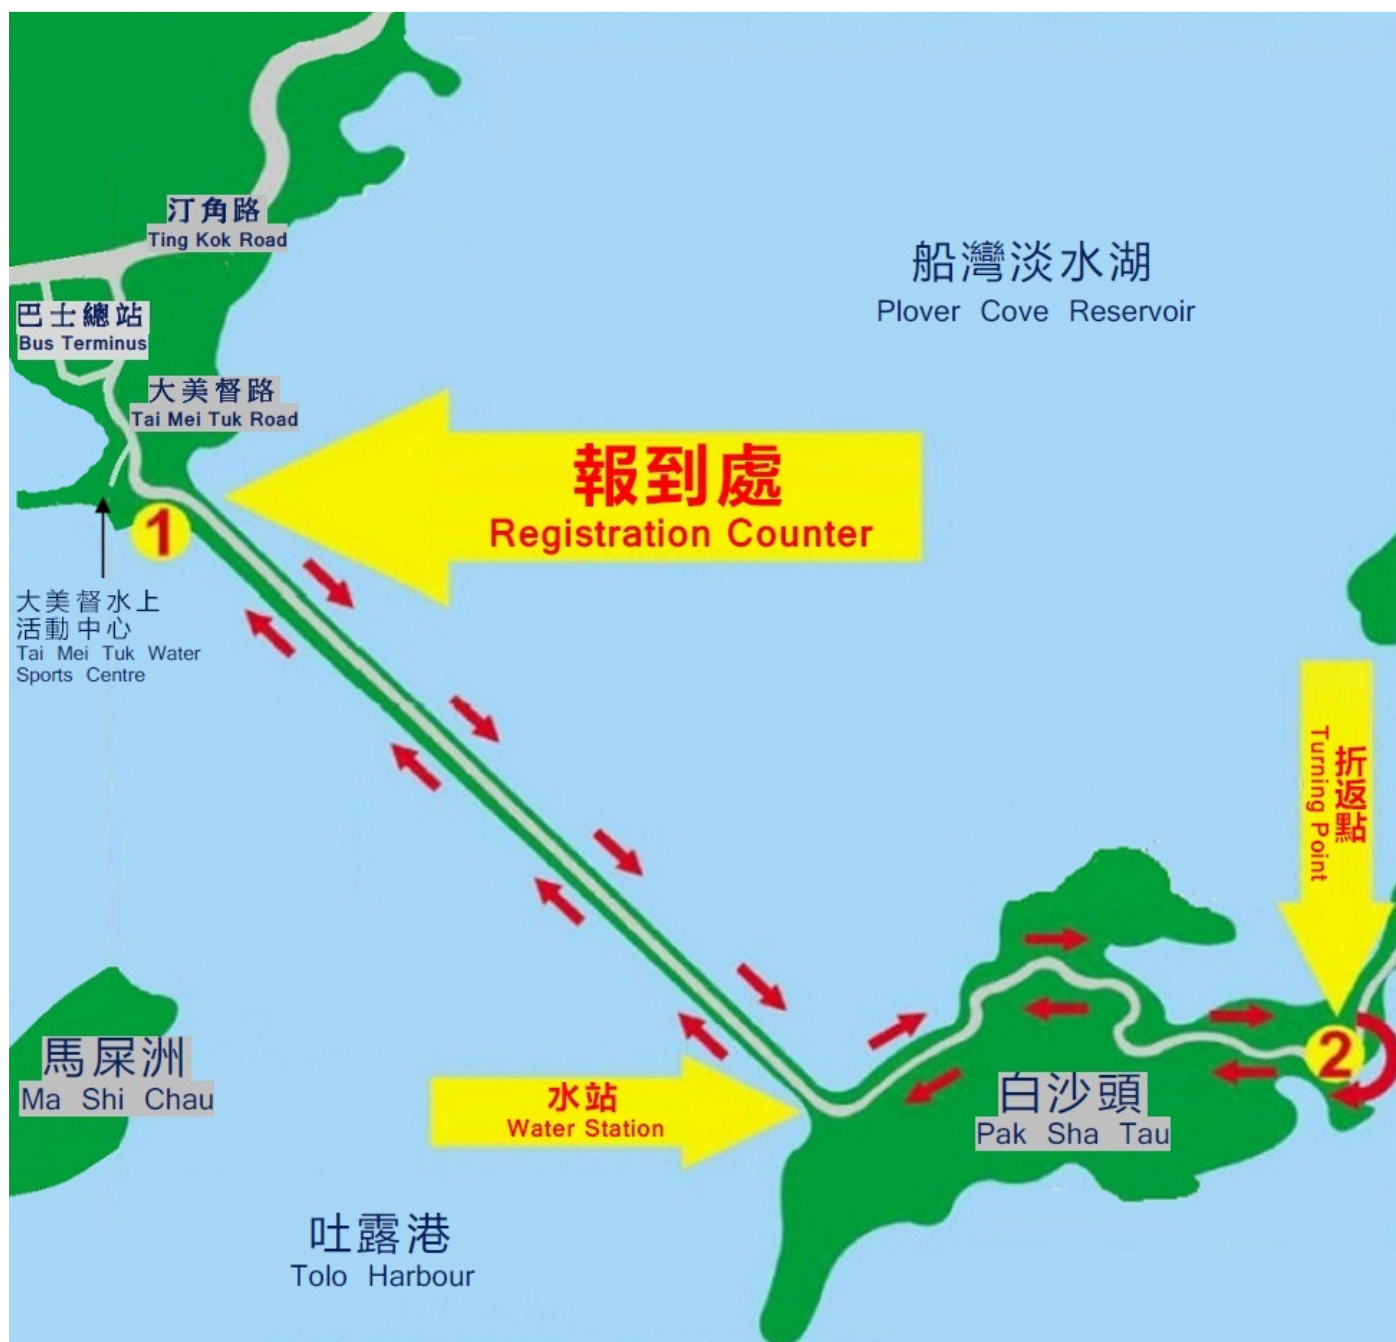 汀角路
Ting Kok Road
船灣淡水湖
Plover Cove Reservoir
巴士總站
Bus Terminus
大美督路
Tai Mei Tuk Road
報到處
Registration Counter
1
大美督水上
活動中心
Tai Mei Tuk Water
Sports Centre
折返點
Turning Point
2
馬屎洲
Ma Shi Chau
水站
Water Station
白沙頭
Pak Sha Tau
吐露港
Tolo Harbour